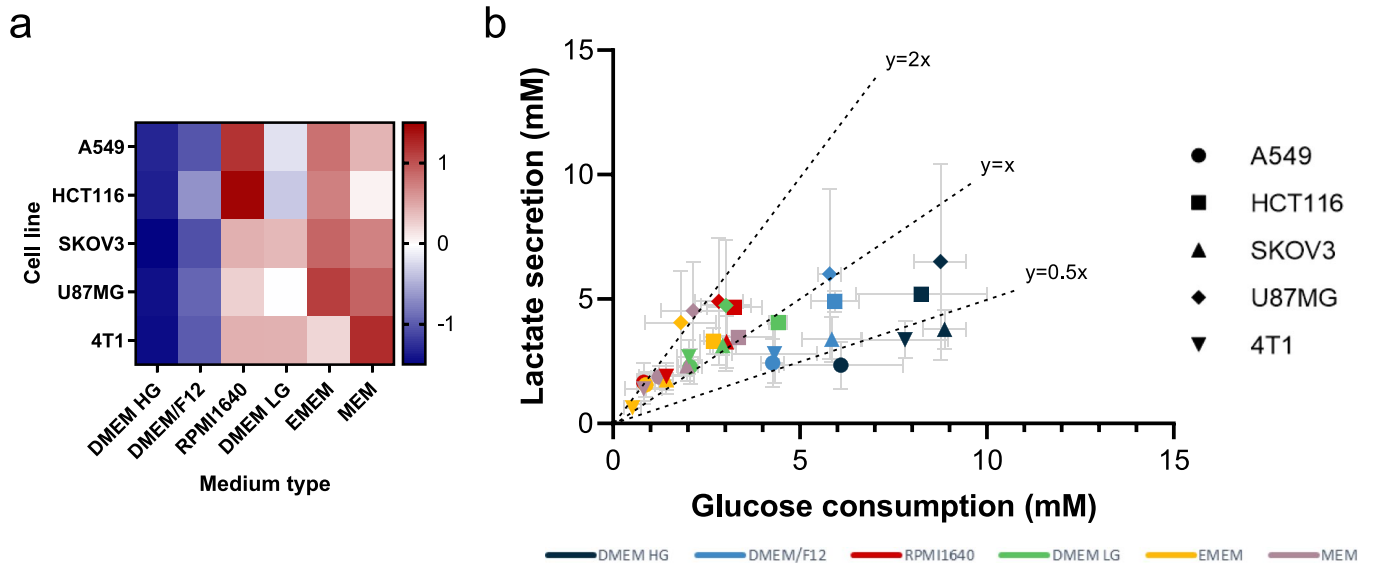 a
A549
HCT116
SKOV3
U87MG
4T1
Cell line
DMEM HG
DMEM/F12
RPMI1640
DMEM LG
EMEM
MEM
Medium type
1
0
-1
b
15
10
5
0
Lactate secretion (mM)
y=2x
y=x
y=0.5x
0
5
10
15
Glucose consumption (mM)
A549
HCT116
SKOV3
U87MG
4T1
DMEM HG
DMEM/F12
RPMI1640
DMEM LG
EMEM
MEM